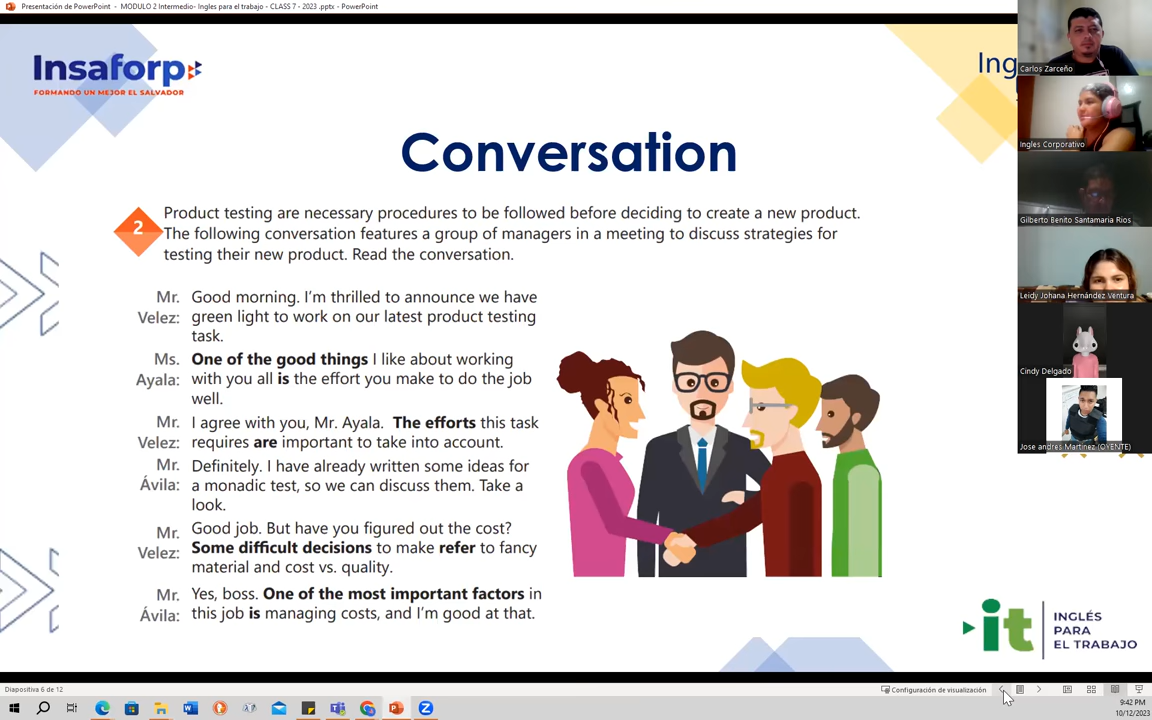 Presentación de PowerPoint - MODULO 2 Intermedio- Ingles para el trabajo - CLASS 7 - 2023 .pptx - PowerPoint
Insaforp
FORMANDO UN MEJOR EL SALVADOR
Ing
Carlos Zarceño
Ingles Corporativo
Gilberto Benito Santamaria Rios
Leidy Johana Hernández Ventura
Cindy Delgado
Jose andres Martinez (OYENTE)
Conversation
2
Product testing are necessary procedures to be followed before deciding to create a new product.
The following conversation features a group of managers in a meeting to discuss strategies for
testing their new product. Read the conversation.
Mr. Velez: Good morning. I'm thrilled to announce we have
green light to work on our latest product testing
task.
Ms. Ayala: One of the good things I like about working
with you all is the effort you make to do the job
well.
Mr. Velez: I agree with you, Mr. Ayala. The efforts this task
requires are important to take into account.
Mr. Ávila: Definitely. I have already written some ideas for
a monadic test, so we can discuss them. Take a
look.
Mr. Velez: Good job. But have you figured out the cost?
Some difficult decisions to make refer to fancy
material and cost vs. quality.
Mr. Ávila: Yes, boss. One of the most important factors in
this job is managing costs, and I'm good at that.
it
INGLÉS
PARA
EL TRABAJO
Diapositiva 6 de 12
Configuración de visualización
9:42 PM
10/12/2023